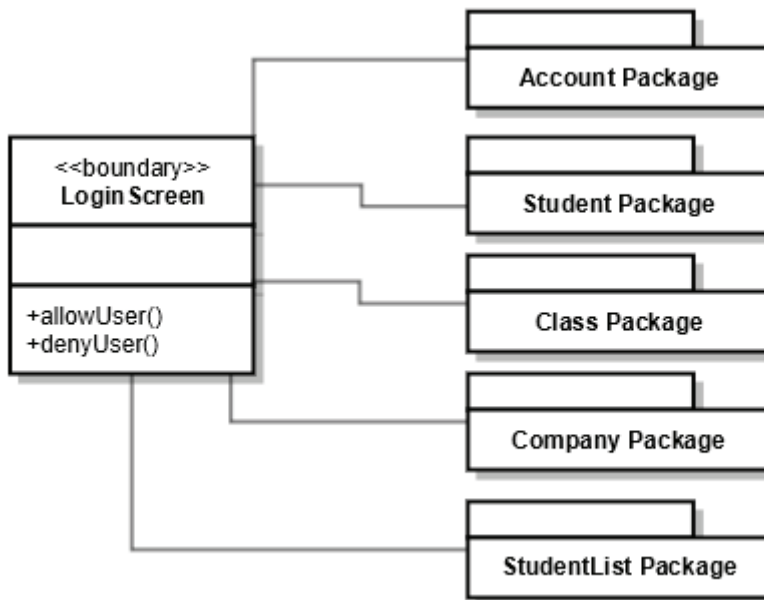 Account Package
<<boundary>>
Login Screen
Student Package
+allowUser()
+denyUser()
Class Package
Company Package
StudentList Package